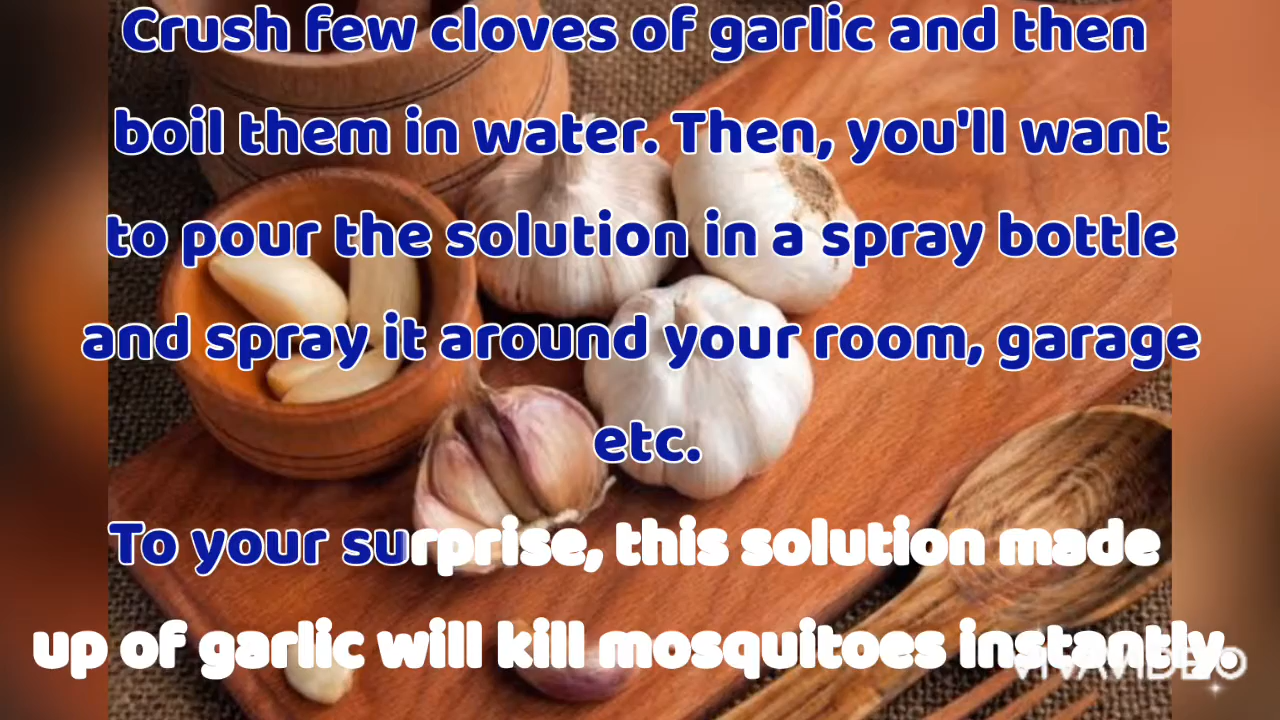 Crush few cloves of garlic and then
boil them in water. Then, you'll want
to pour the solution in a spray bottle
and spray it around your room, garage
etc.
To your surprise, this solution made
up of garlic will kill mosquitoes instantly.
VIVAVIDEO